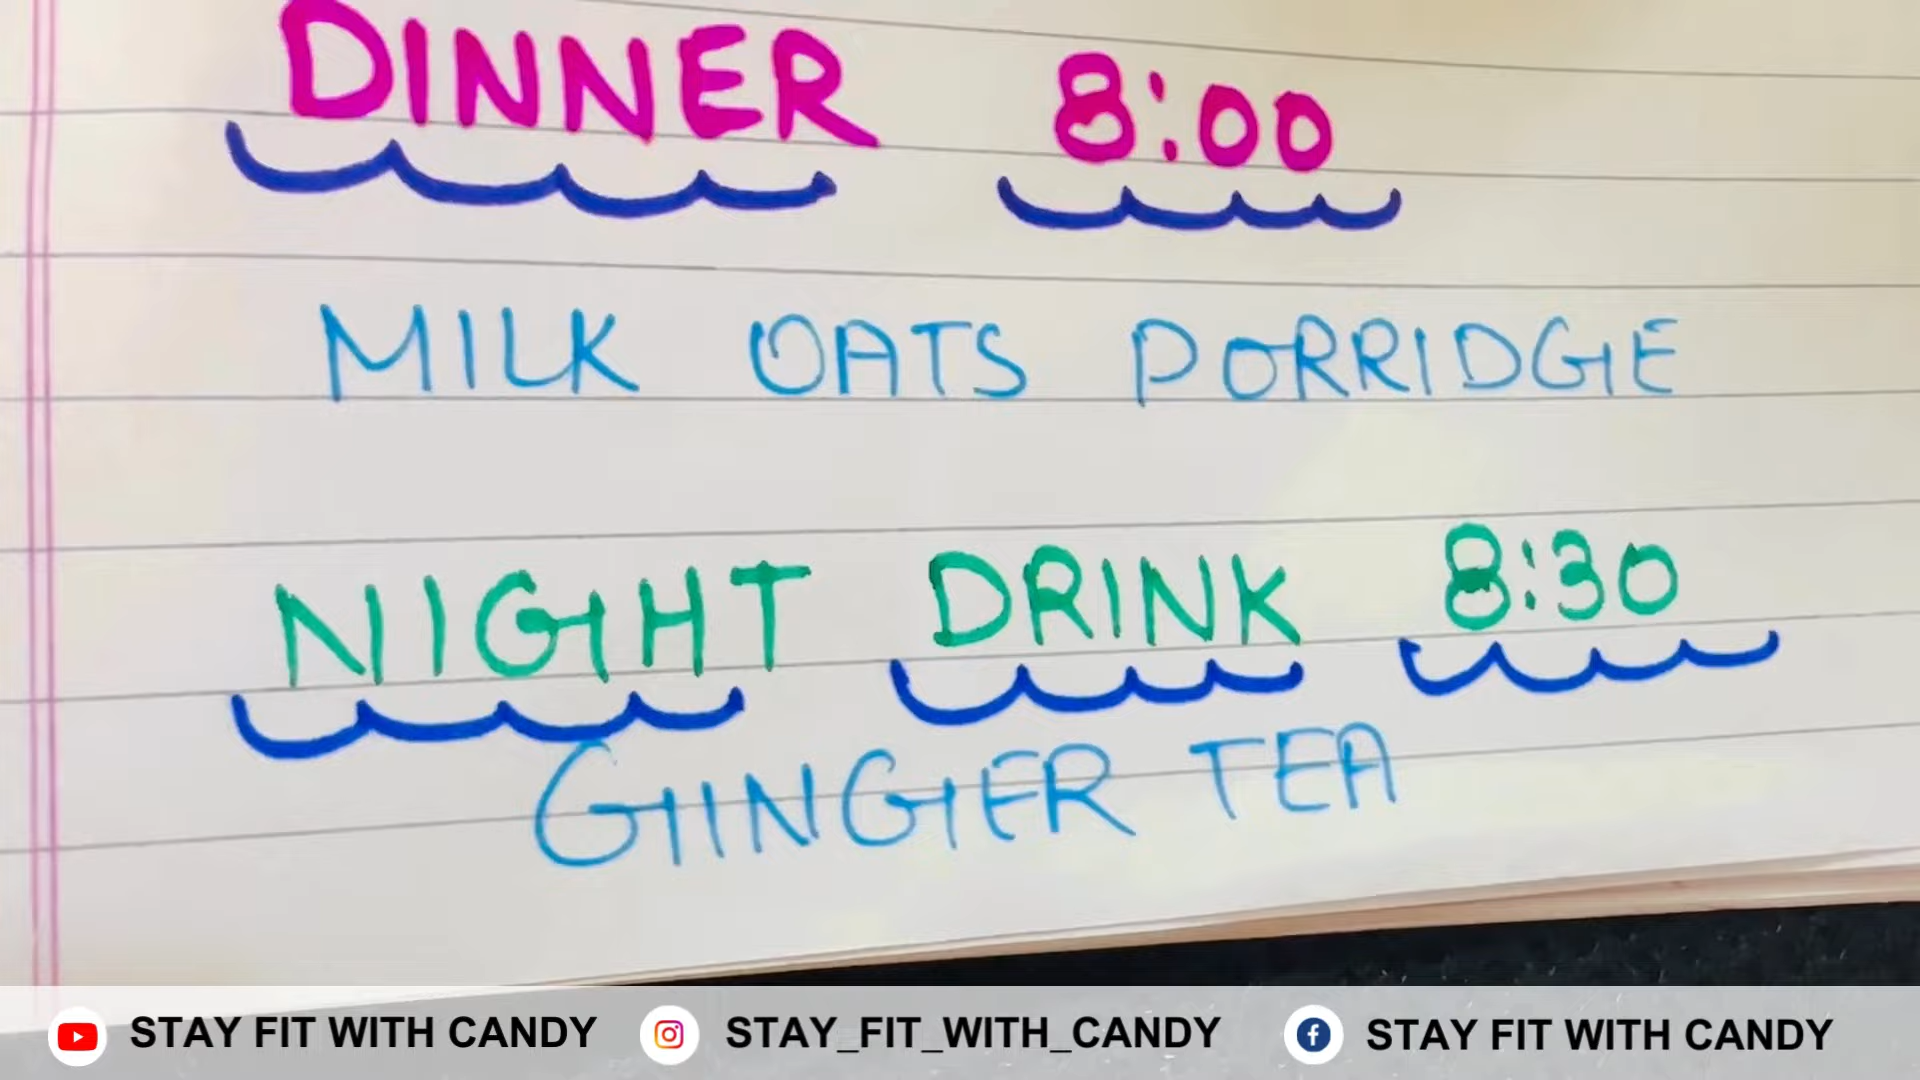 DINNER 8:00
MILK OATS PORRIDGE
NIGHT DRINK 8:30
GINGER TEA
STAY FIT WITH CANDY STAY_FIT_WITH_CANDY STAY FIT WITH CANDY